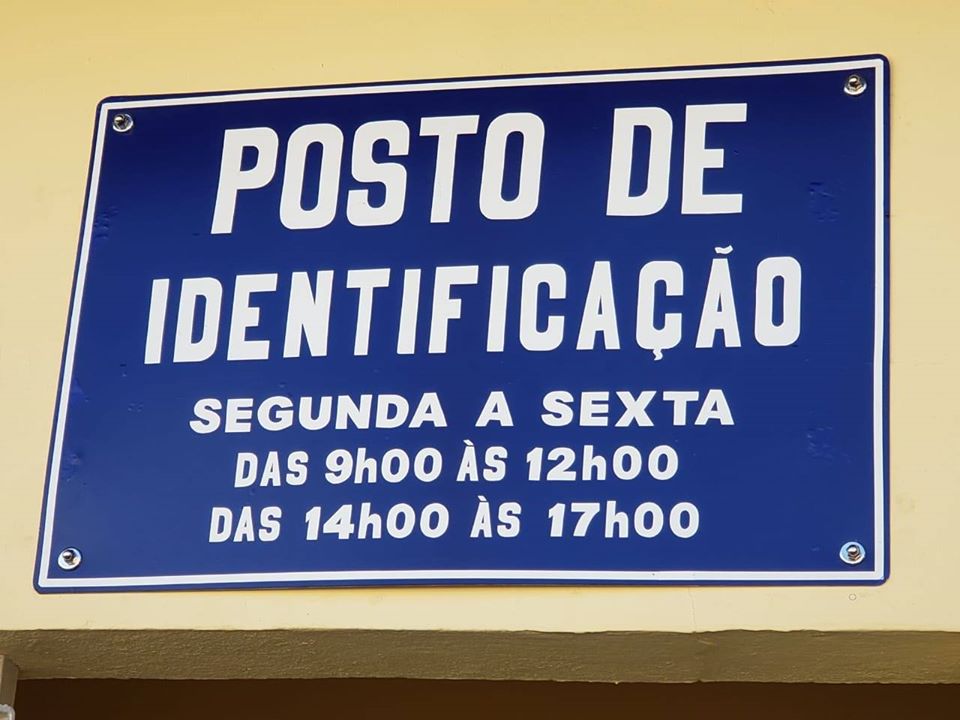 POSTO DE
IDENTIFICAÇÃO
SEGUNDA A SEXTA
DAS 9h00 ÀS 12h00
DAS 14h00 ÀS 17h00